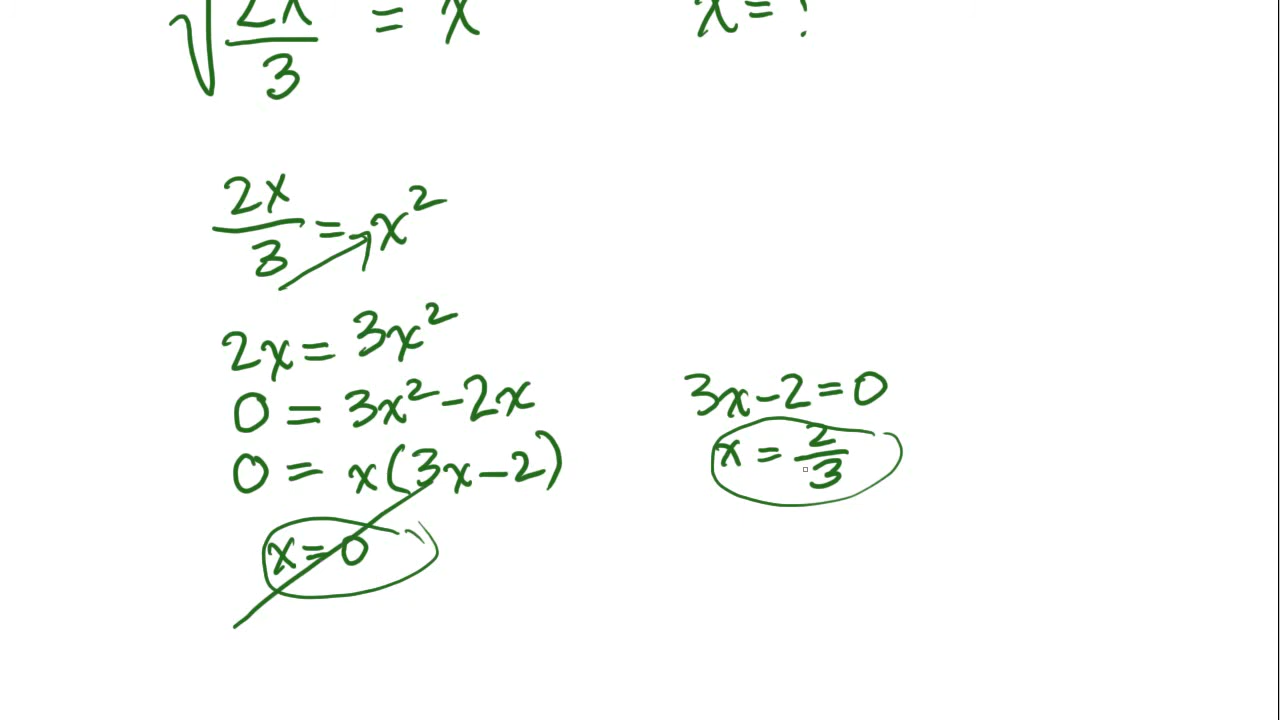 √(2x/3) = x x = ?
2x/3 = x²
2x = 3x²
0 = 3x² - 2x
0 = x(3x - 2)
x = 0
3x - 2 = 0
x = 2/3